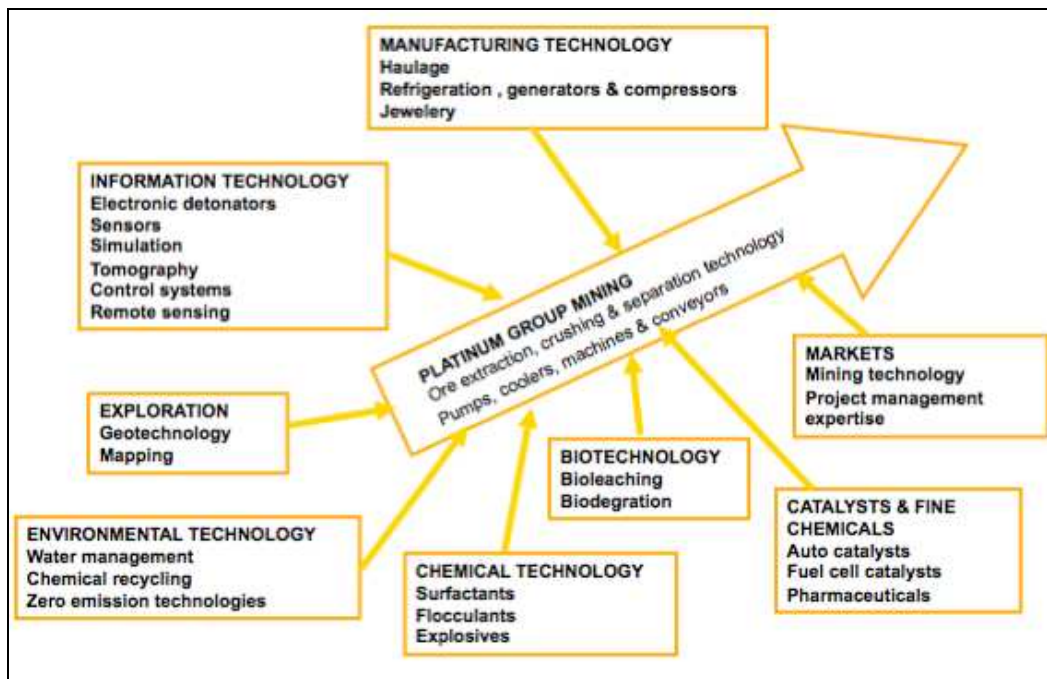 MANUFACTURING TECHNOLOGY
Haulage
Refrigeration , generators & compressors
Jewelery
INFORMATION TECHNOLOGY
Electronic detonators
Sensors
Simulation
Tomography
Control systems
Remote sensing
PLATINUM GROUP MINING
Ore extraction, crushing & separation technology
Pumps, coolers, machines & conveyors
MARKETS
Mining technology
Project management
expertise
EXPLORATION
Geotechnology
Mapping
BIOTECHNOLOGY
Bioleaching
Biodegration
CATALYSTS & FINE
CHEMICALS
Auto catalysts
Fuel cell catalysts
Pharmaceuticals
ENVIRONMENTAL TECHNOLOGY
Water management
Chemical recycling
Zero emission technologies
CHEMICAL TECHNOLOGY
Surfactants
Flocculants
Explosives